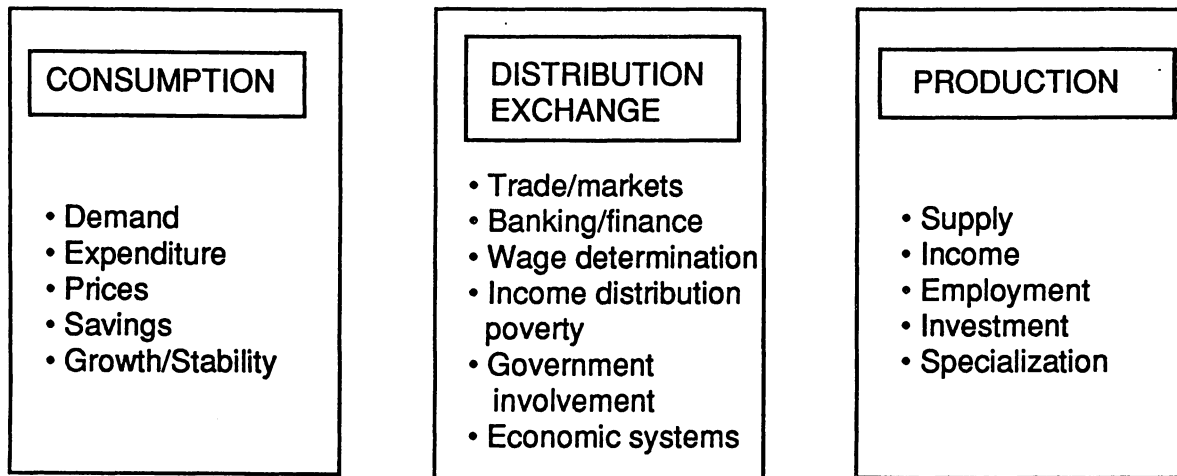 CONSUMPTION
• Demand
• Expenditure
• Prices
• Savings
• Growth/Stability
DISTRIBUTION
EXCHANGE
• Trade/markets
• Banking/finance
• Wage determination
• Income distribution
poverty
• Government
involvement
• Economic systems
PRODUCTION
• Supply
• Income
• Employment
• Investment
• Specialization